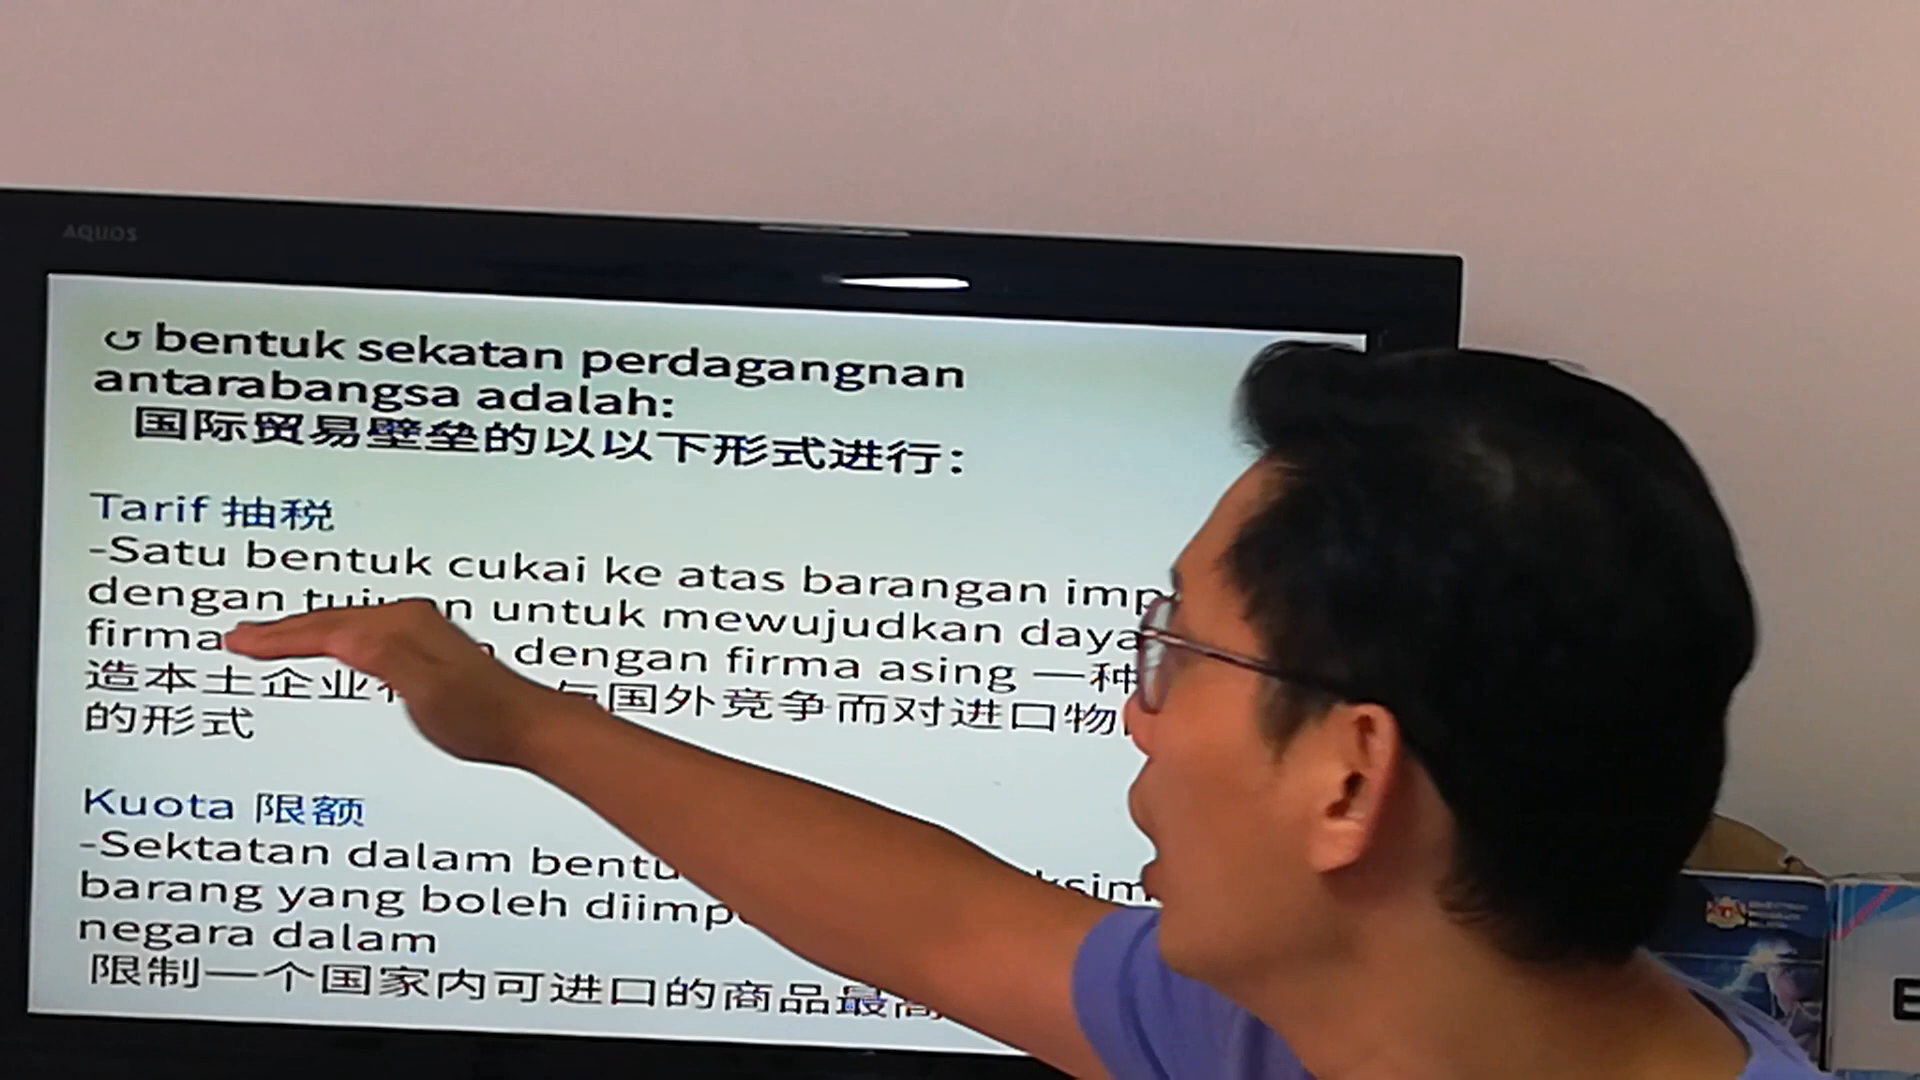 AQUOS
bentuk sekatan perdagangnan
antarabangsa adalah:
国际贸易壁垒的以以下形式进行：
Tarif 抽税
-Satu bentuk cukai ke atas barangan
dengan untuk mewujudkan daya
firma dengan firma asing 一种
造本土企业 国外竞争而对进口物
的形式
Kuota 限额
-Sektatan dalam
barang yang boleh
negara dalam
限制一个国家内可进口的商品最